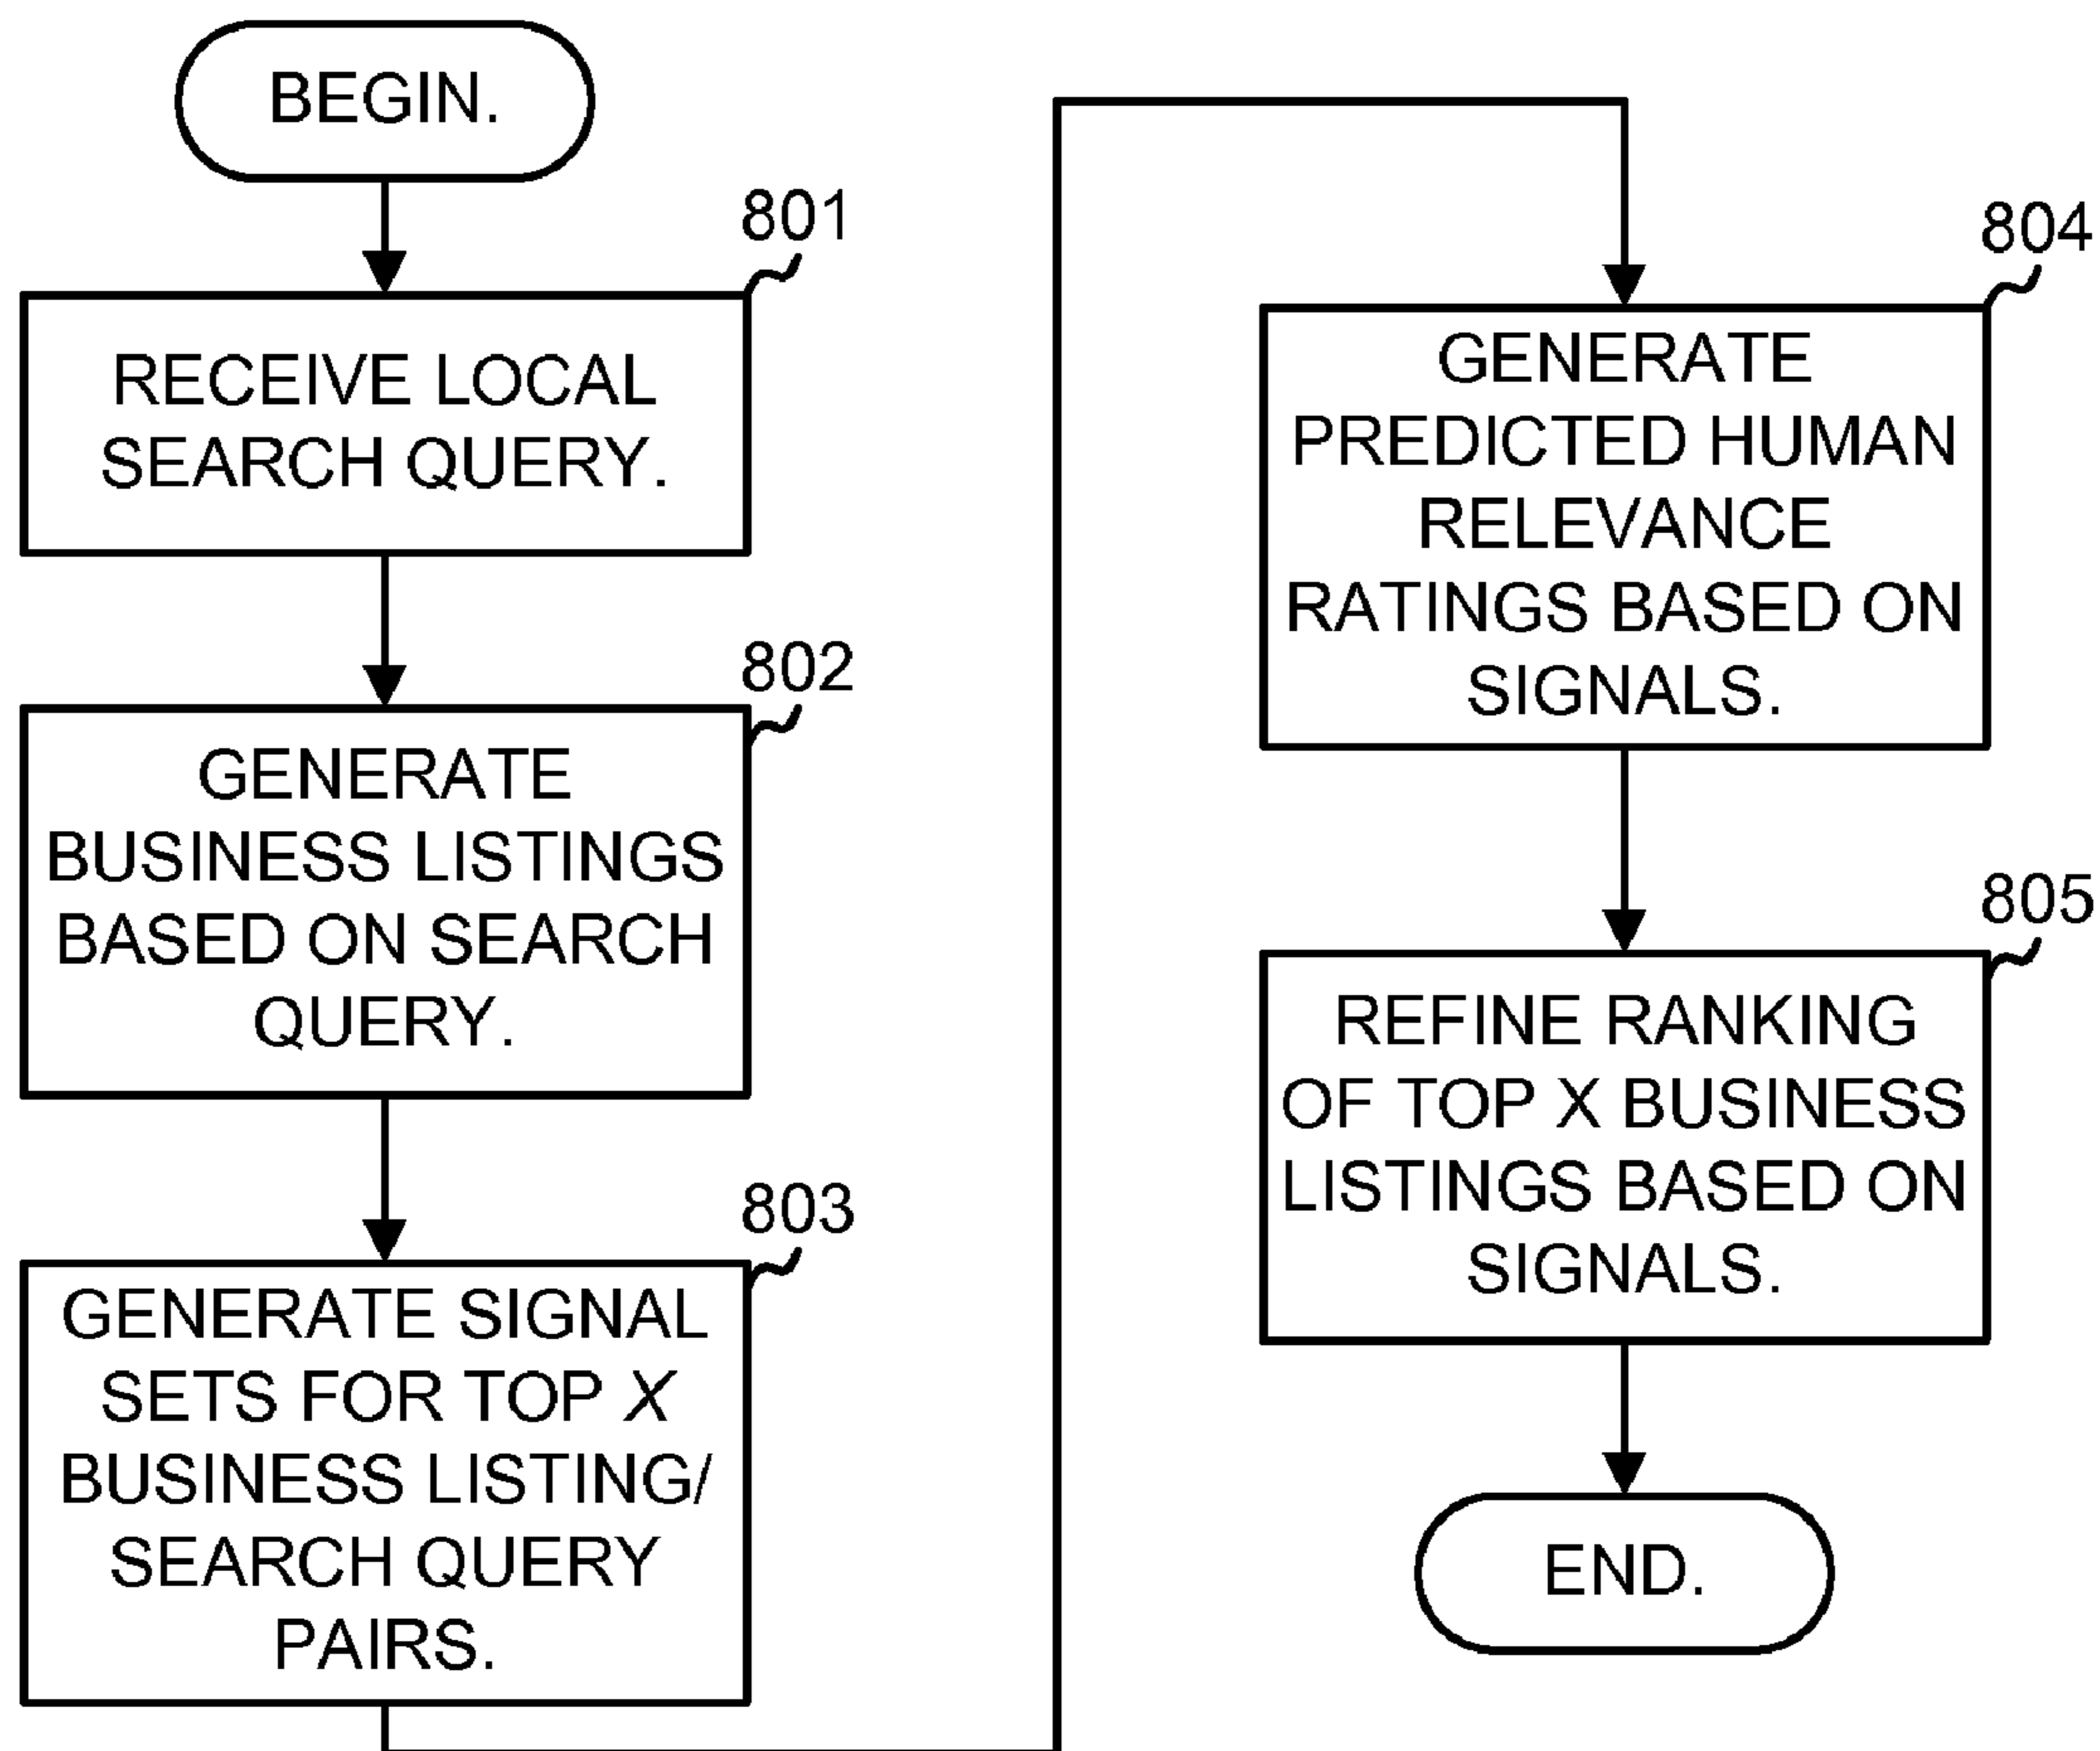 BEGIN.
801
RECEIVE LOCAL
SEARCH QUERY.
802
GENERATE
BUSINESS LISTINGS
BASED ON SEARCH
QUERY.
803
GENERATE SIGNAL
SETS FOR TOP X
BUSINESS LISTING/
SEARCH QUERY
PAIRS.
804
GENERATE
PREDICTED HUMAN
RELEVANCE
RATINGS BASED ON
SIGNALS.
805
REFINE RANKING
OF TOP X BUSINESS
LISTINGS BASED ON
SIGNALS.
END.